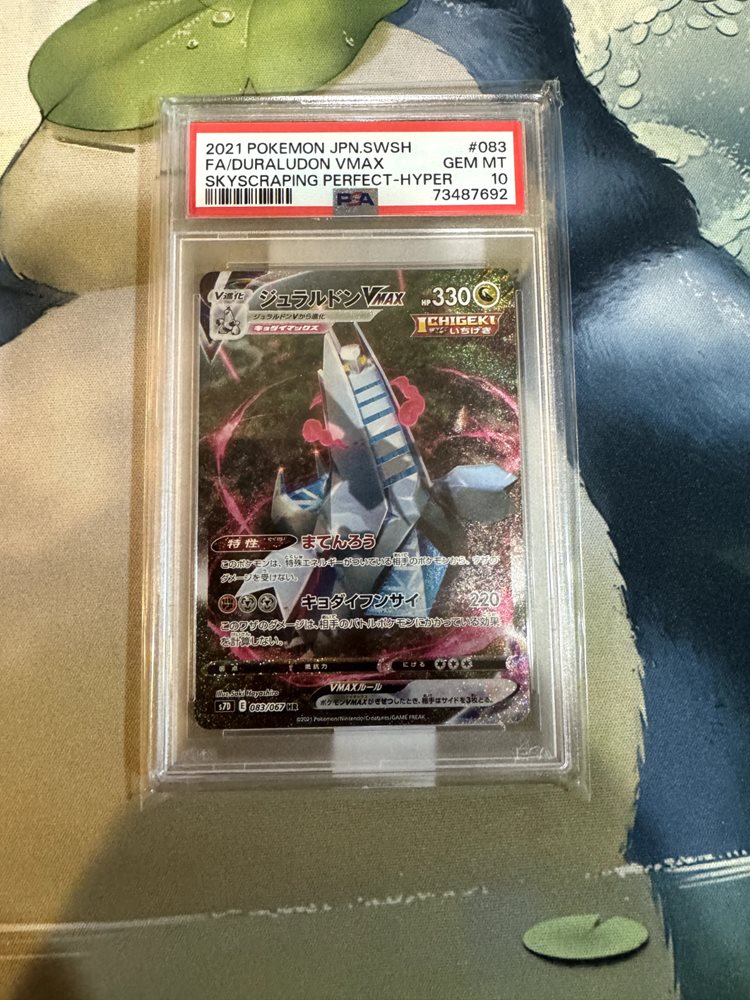 2021 POKEMON JPN.SWSH #083
FA/DURALUDON VMAX GEM MT
SKYSCRAPING PERFECT-HYPER 10
PSA 73487692
V進化 ジュラルドンVMAX HP330
ジュラルドンVから進化
キョダイマックス
ICHIGEKI
いちげき
特性 まてんろう
このポケモンは、特殊エネルギーがついている相手のポケモンから、ワザの
ダメージを受けない。
キョダイフンサイ 220
このワザのダメージは、相手のバトルポケモンにかかっている効果
を計算しない。
弱点 抵抗力 にげる
VMAXルール
ポケモンVMAXがきぜつしたとき、相手はサイドを3枚とる。
Illus. Saki Hayashiro
s7D E 083/067 HR
©2021 Pokémon/Nintendo/Creatures/GAME FREAK